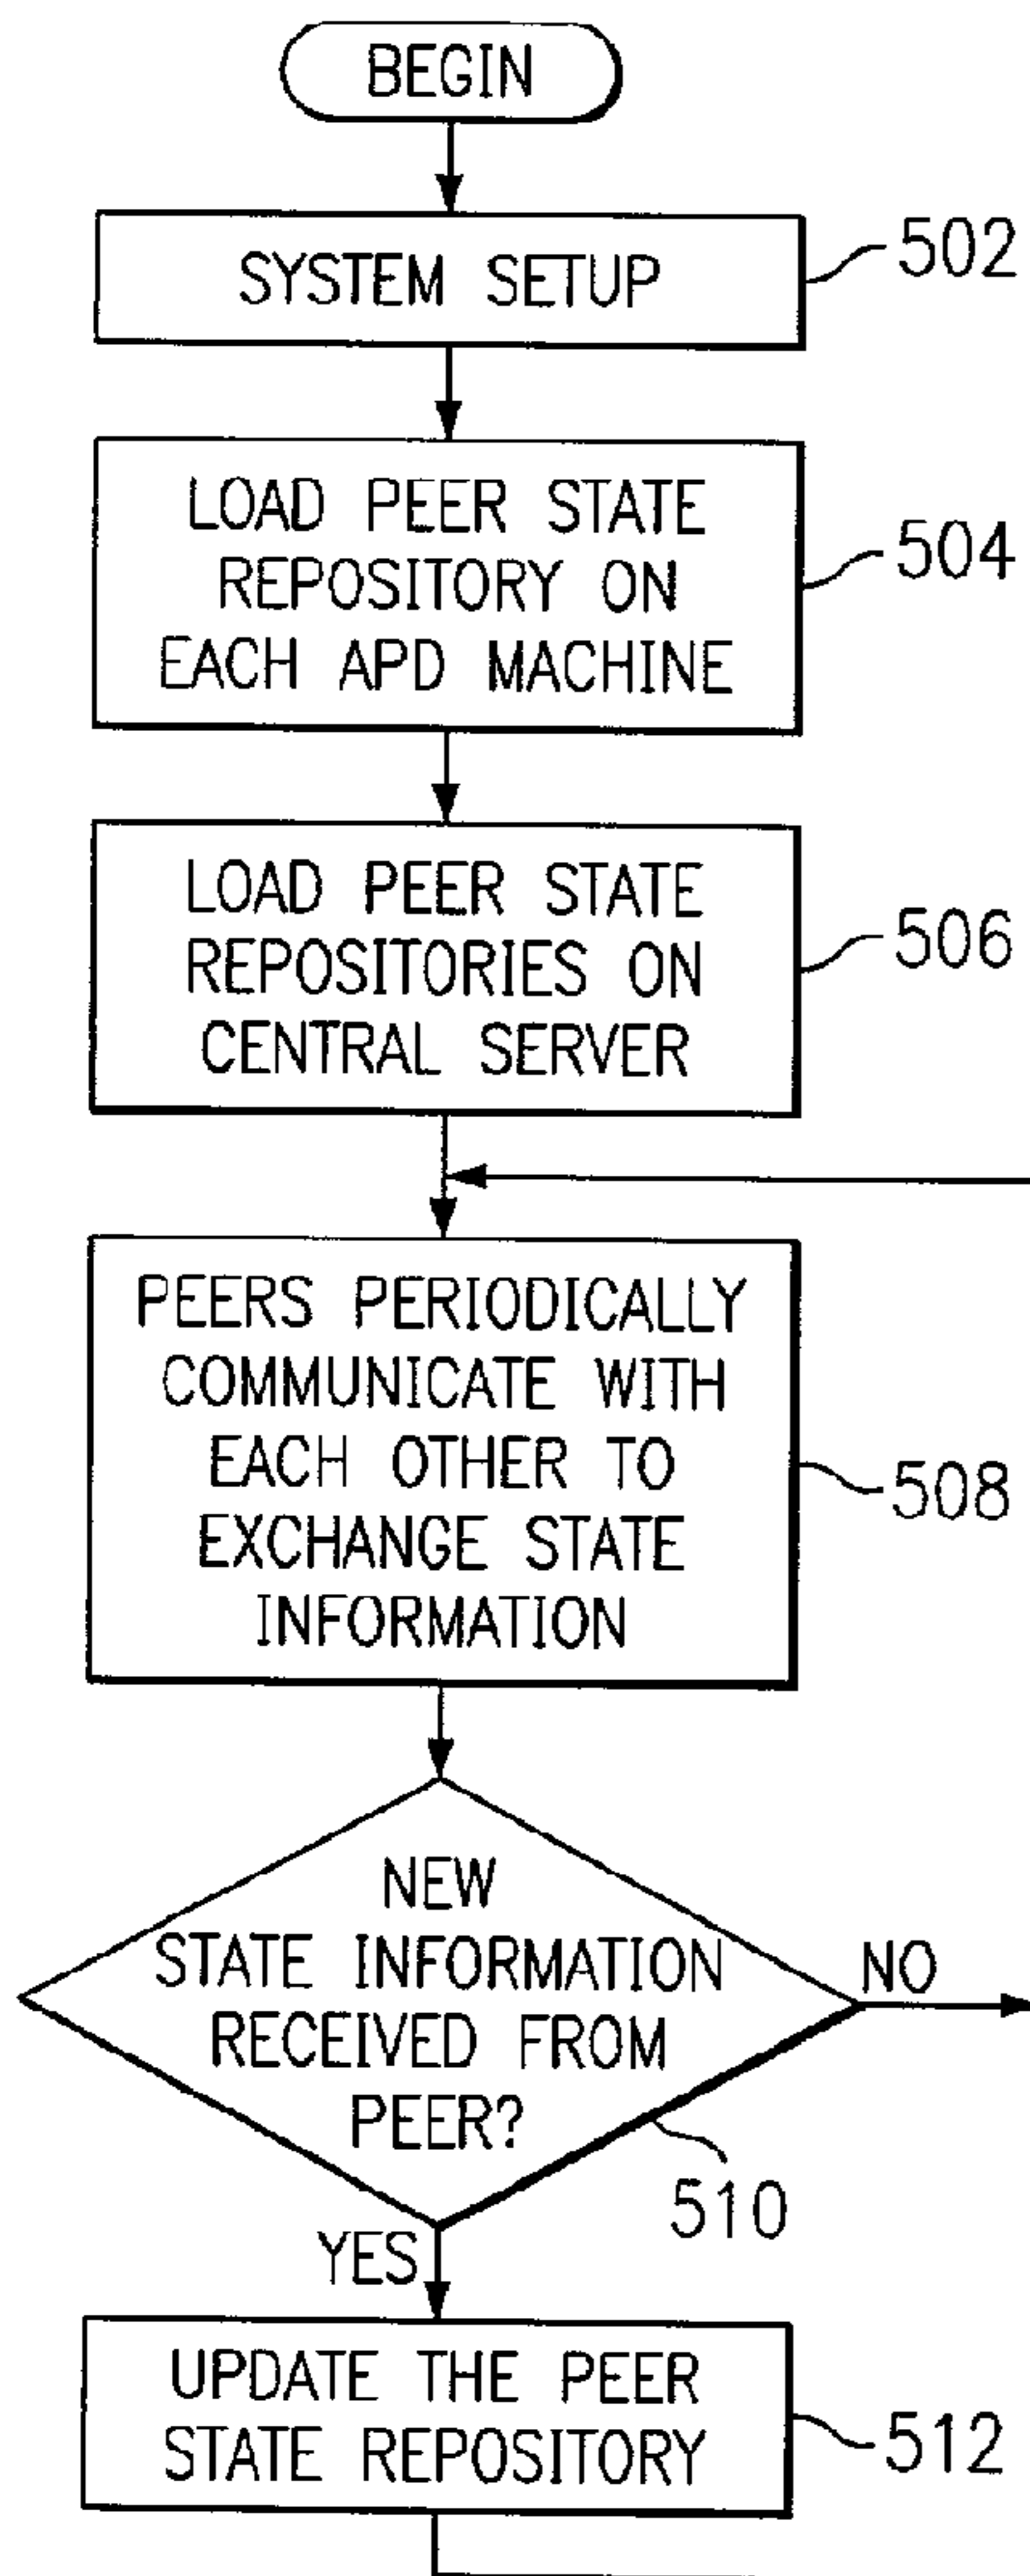 BEGIN
SYSTEM SETUP
502
LOAD PEER STATE
REPOSITORY ON
EACH APD MACHINE
504
LOAD PEER STATE
REPOSITORIES ON
CENTRAL SERVER
506
PEERS PERIODICALLY
COMMUNICATE WITH
EACH OTHER TO
EXCHANGE STATE
INFORMATION
508
NEW
STATE INFORMATION
RECEIVED FROM
PEER?
NO
510
YES
UPDATE THE PEER
STATE REPOSITORY
512